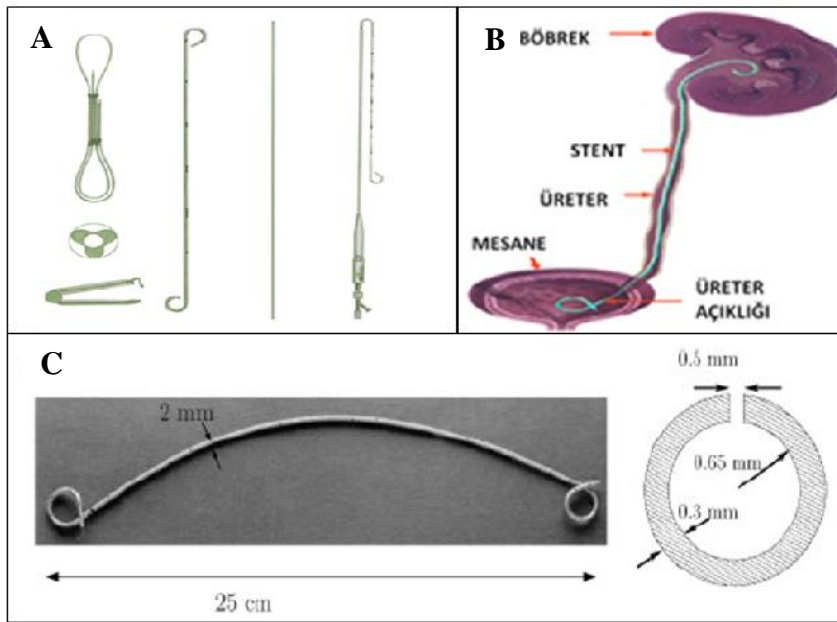 A
B
BÖBREK
STENT
ÜRETER
MESANE
ÜRETER
AÇIKLIĞI
C
2 mm
25 cm
0.5 mm
0.65 mm
0.3 mm